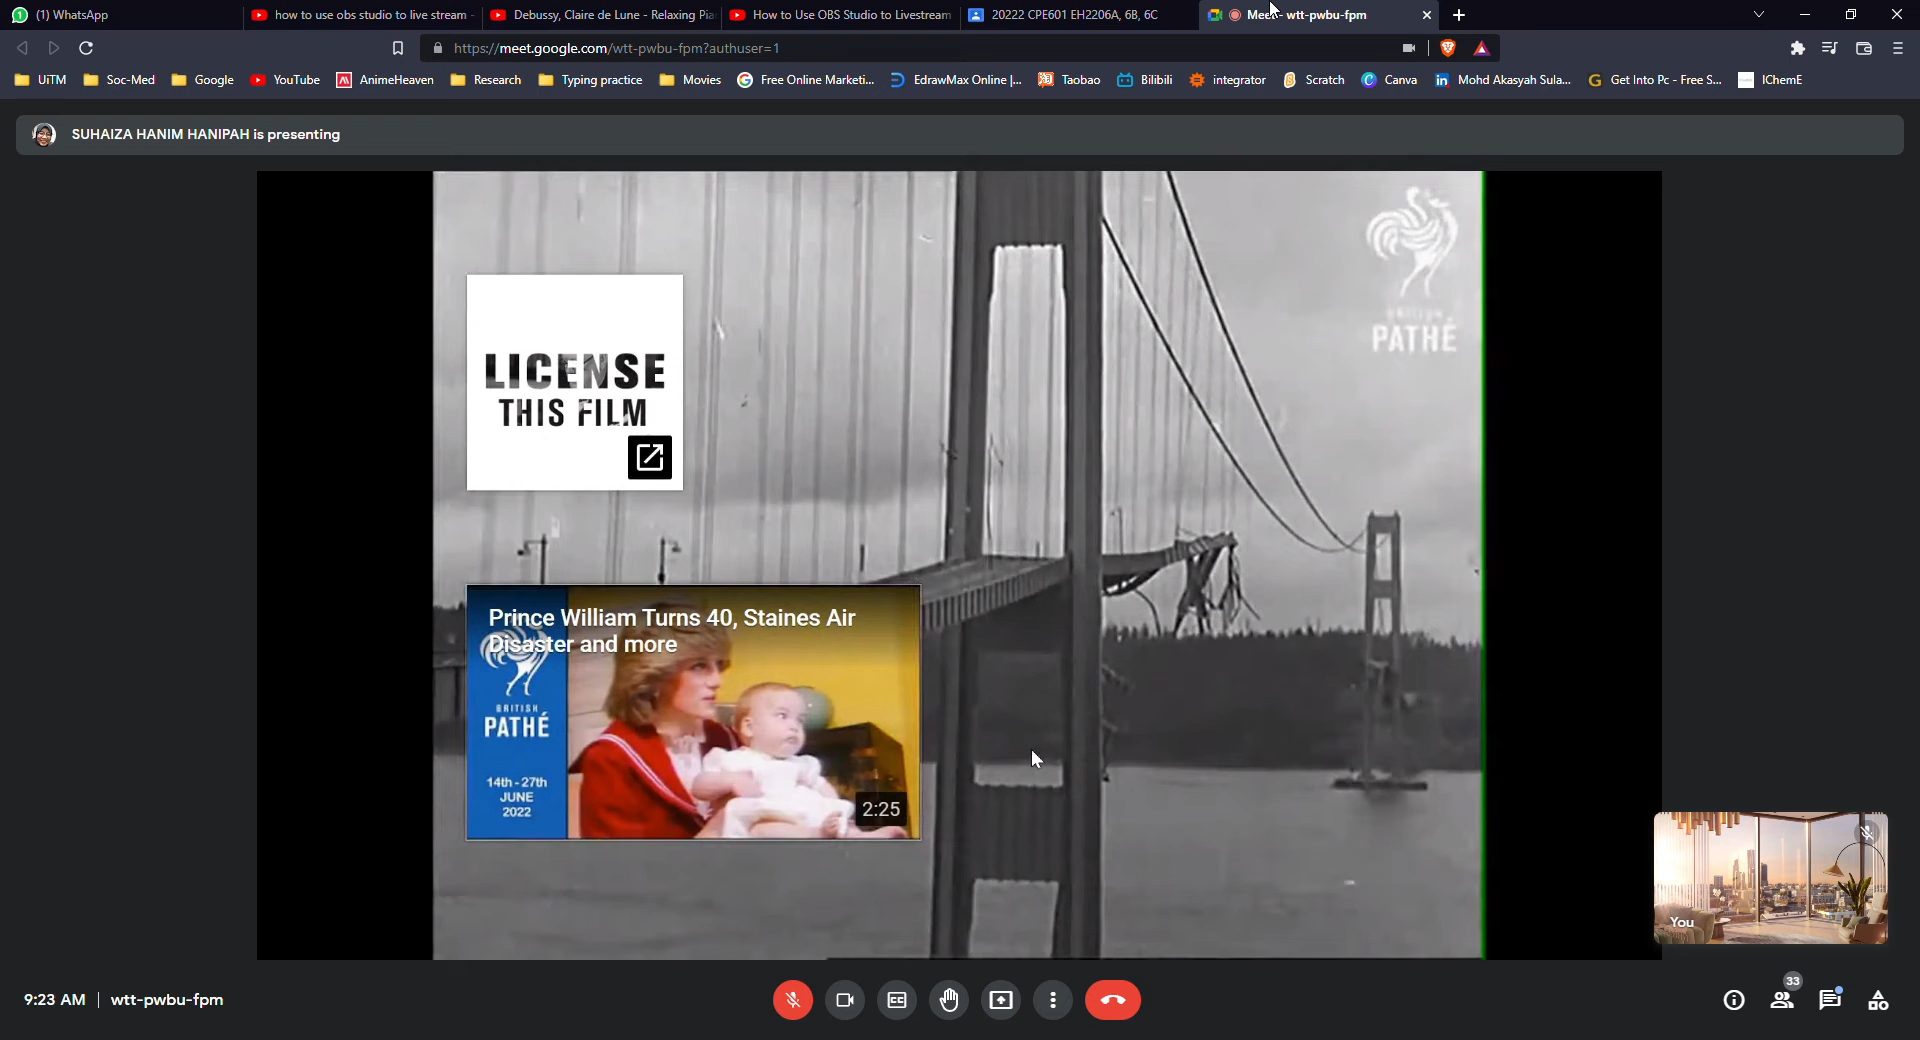 (1) WhatsApp
how to use obs studio to live stream -
Debussy, Claire de Lune - Relaxing Pia
How to Use OBS Studio to Livestream
20222 CPE601 EH2206A, 6B, 6C
Meet - wtt-pwbu-fpm
https://meet.google.com/wtt-pwbu-fpm?authuser=1
UiTM
Soc-Med
Google
YouTube
AnimeHeaven
Research
Typing practice
Movies
Free Online Marketi...
EdrawMax Online |...
Taobao
Bilibili
integrator
Scratch
Canva
Mohd Akasyah Sula...
Get Into Pc - Free S...
IChemE
SUHAIZA HANIM HANIPAH is presenting
BRITISH
PATHÉ
LICENSE
THIS FILM
Prince William Turns 40, Staines Air
Disaster and more
BRITISH
PATHÉ
14th - 27th
JUNE
2022
2:25
You
9:23 AM | wtt-pwbu-fpm
33